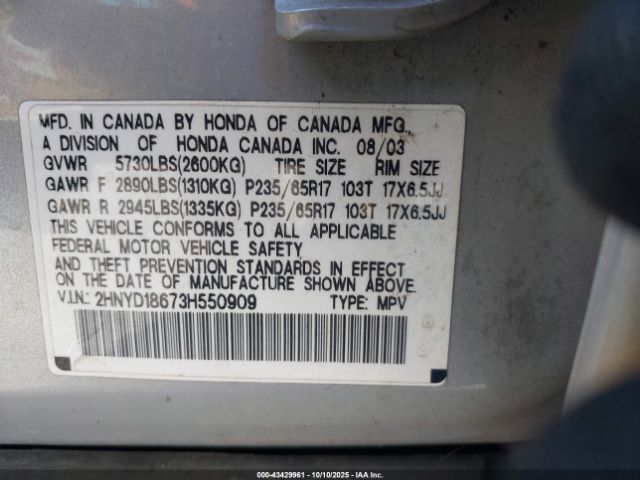 MFD. IN CANADA BY HONDA OF CANADA MFG.,
A DIVISION OF HONDA CANADA INC. 08/03
GVWR 5730LBS(2600KG) TIRE SIZE RIM SIZE
GAWR F 2890LBS(1310KG) P235/65R17 103T 17X6.5JJ
GAWR R 2945LBS(1335KG) P235/65R17 103T 17X6.5JJ
THIS VEHICLE CONFORMS TO ALL APPLICABLE
FEDERAL MOTOR VEHICLE SAFETY
AND THEFT PREVENTION STANDARDS IN EFFECT
ON THE DATE OF MANUFACTURE SHOWN ABOVE.
V.I.N.: 2HNYD18673H550909 TYPE: MPV
000-43429961 - 10/10/2025 - IAA Inc.